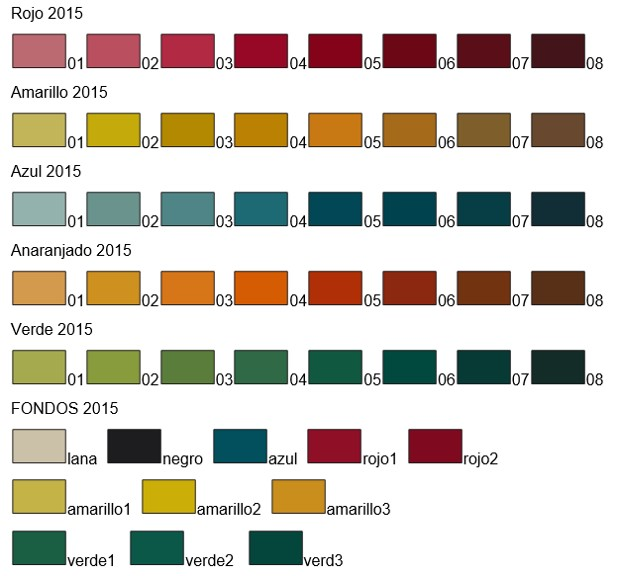 Rojo 2015
01 02 03 04 05 06 07 08
Amarillo 2015
01 02 03 04 05 06 07 08
Azul 2015
01 02 03 04 05 06 07 08
Anaranjado 2015
01 02 03 04 05 06 07 08
Verde 2015
01 02 03 04 05 06 07 08
FONDOS 2015
lana negro azul rojo1 rojo2
amarillo1 amarillo2 amarillo3
verde1 verde2 verd3